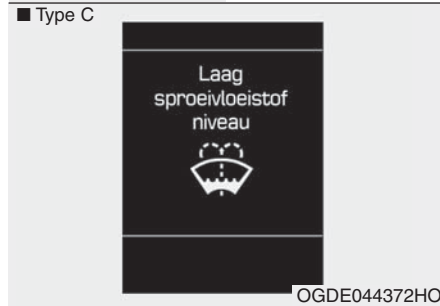 ■ Type C
Laag
sproeivloeistof
niveau
OGDE044372HO